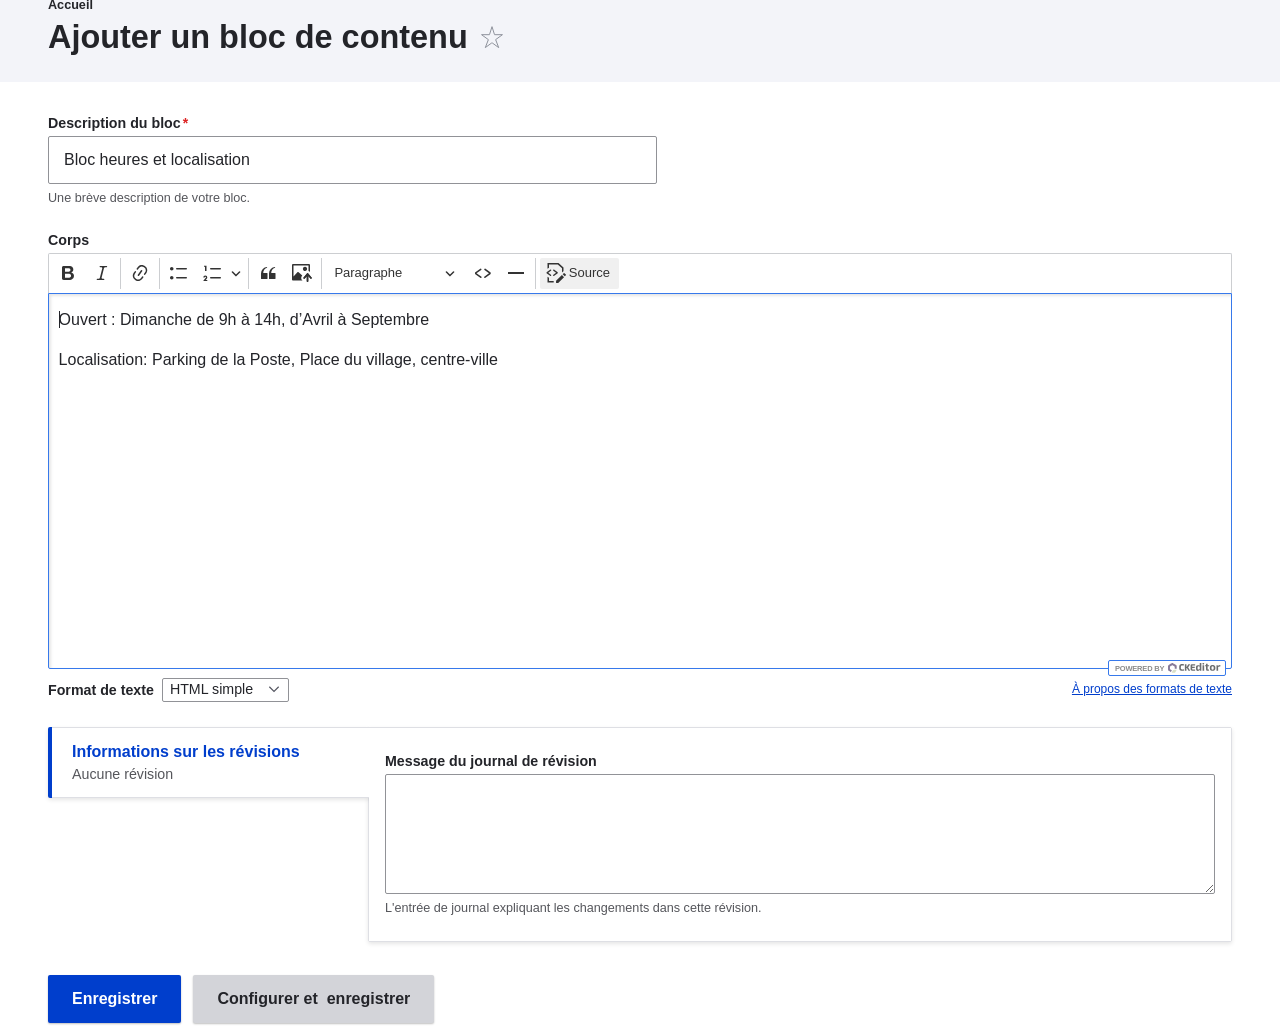 Accueil
Ajouter un bloc de contenu
Description du bloc*
Bloc heures et localisation
Une brève description de votre bloc.
Corps
Paragraphe
Source
Ouvert : Dimanche de 9h à 14h, d’Avril à Septembre
Localisation: Parking de la Poste, Place du village, centre-ville
POWERED BY CKEditor
Format de texte HTML simple
À propos des formats de texte
Informations sur les révisions
Aucune révision
Message du journal de révision
L'entrée de journal expliquant les changements dans cette révision.
Enregistrer
Configurer et enregistrer